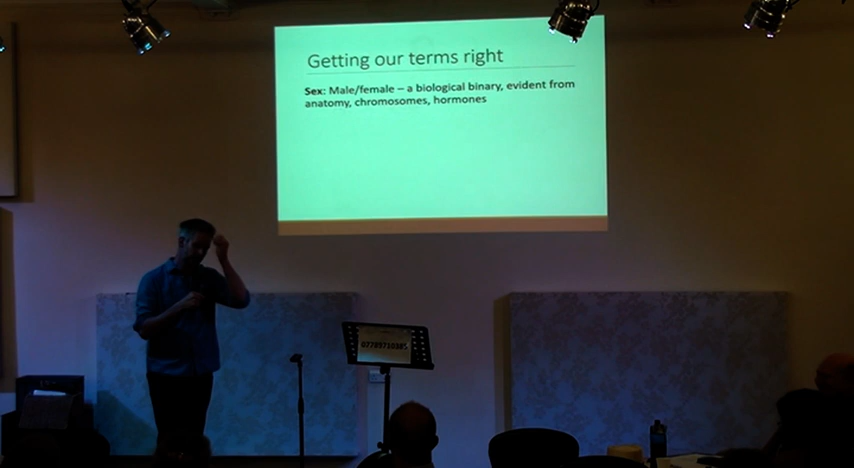 Getting our terms right
Sex: Male/female – a biological binary, evident from
anatomy, chromosomes, hormones
07789710385